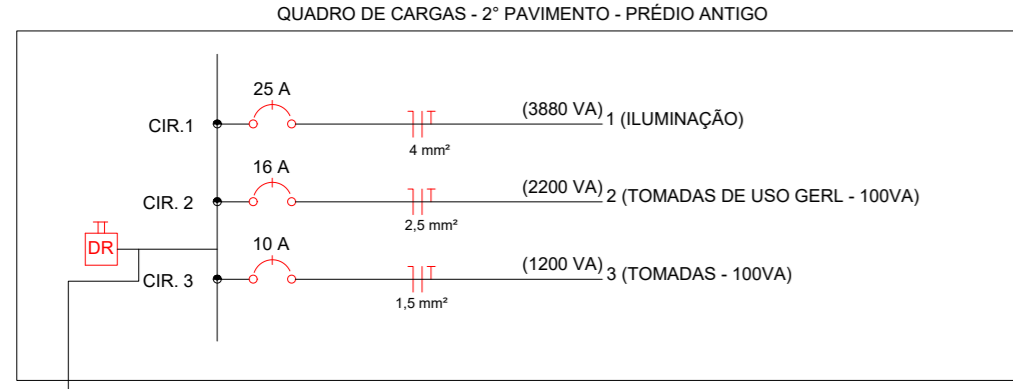 QUADRO DE CARGAS - 2° PAVIMENTO - PRÉDIO ANTIGO
25 A
CIR.1
(3880 VA)
1 (ILUMINAÇÃO)
4 mm²
16 A
CIR. 2
(2200 VA)
2 (TOMADAS DE USO GERL - 100VA)
2,5 mm²
DR
10 A
CIR. 3
(1200 VA)
3 (TOMADAS - 100VA)
1,5 mm²